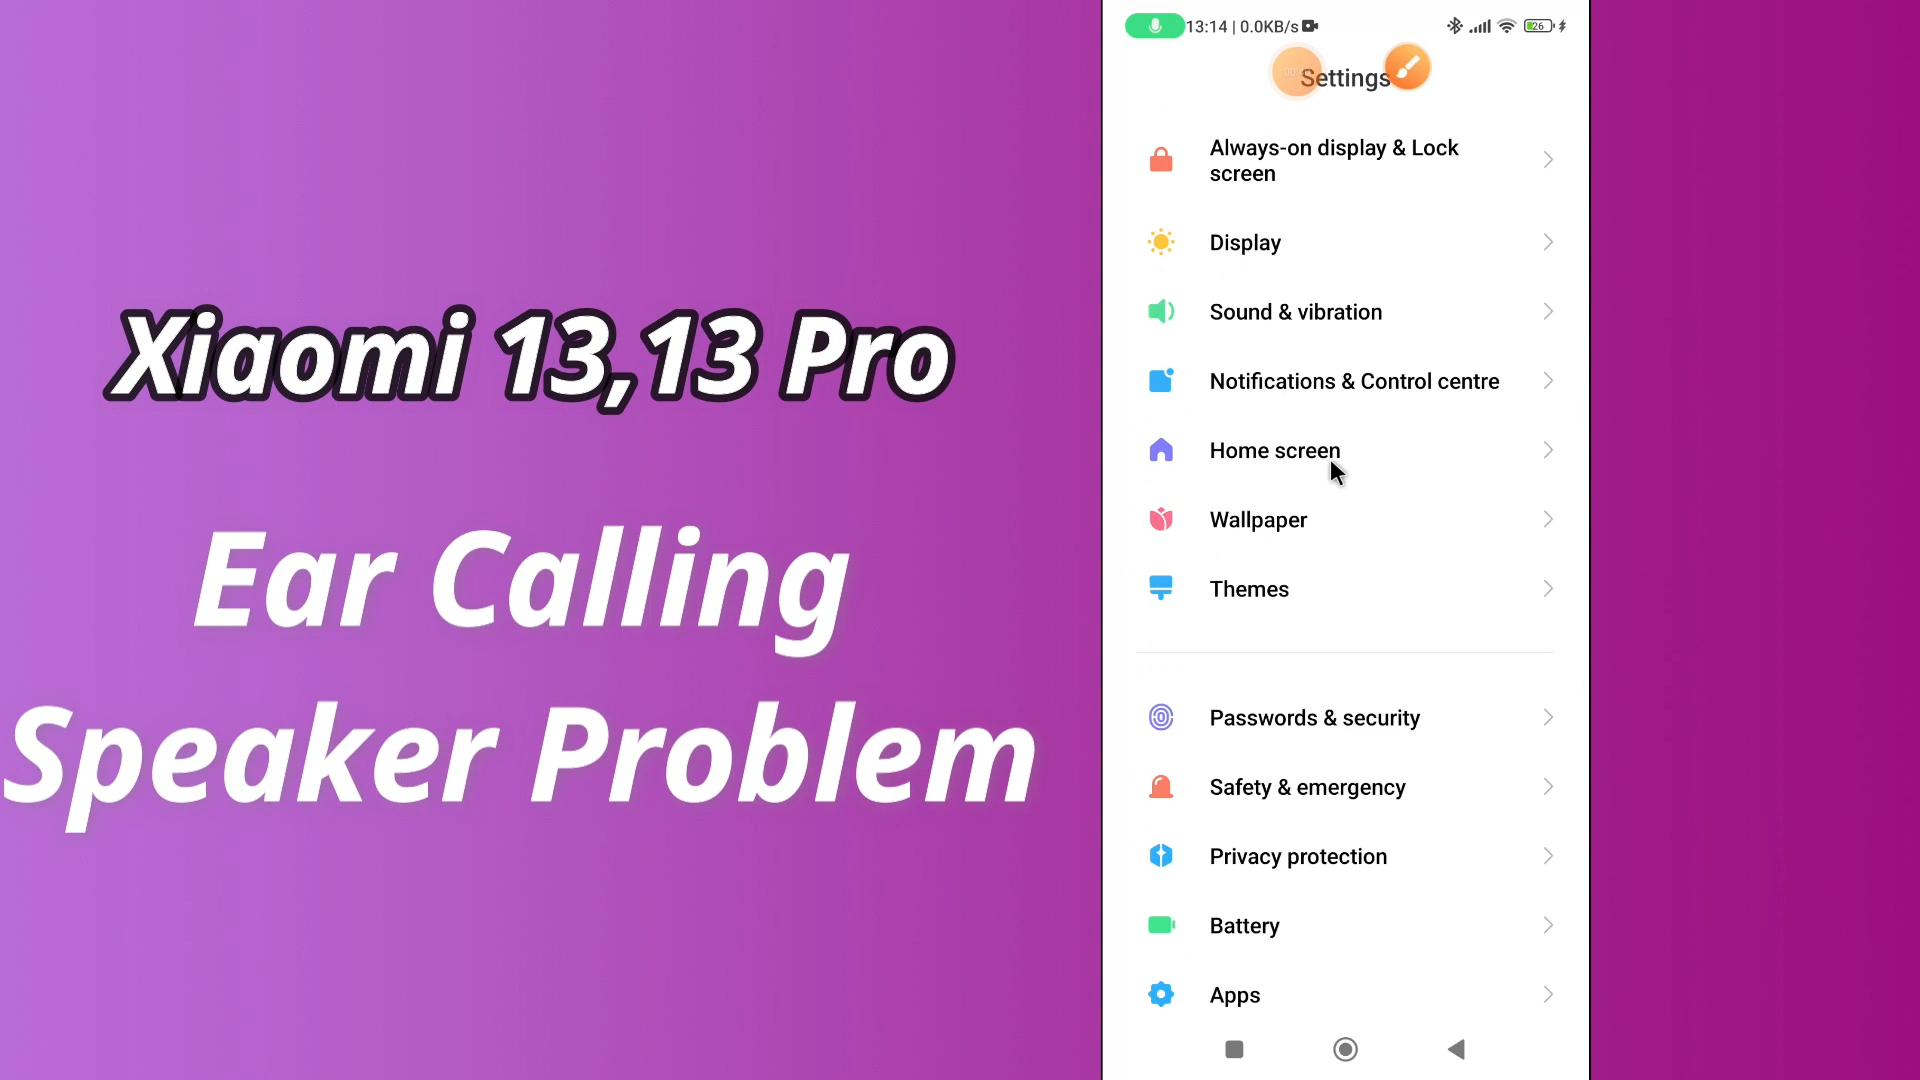 Xiaomi 13,13 Pro
Ear Calling
Speaker Problem
13:14 | 0.0KB/s
26
Settings
Always-on display & Lock
screen
Display
Sound & vibration
Notifications & Control centre
Home screen
Wallpaper
Themes
Passwords & security
Safety & emergency
Privacy protection
Battery
Apps